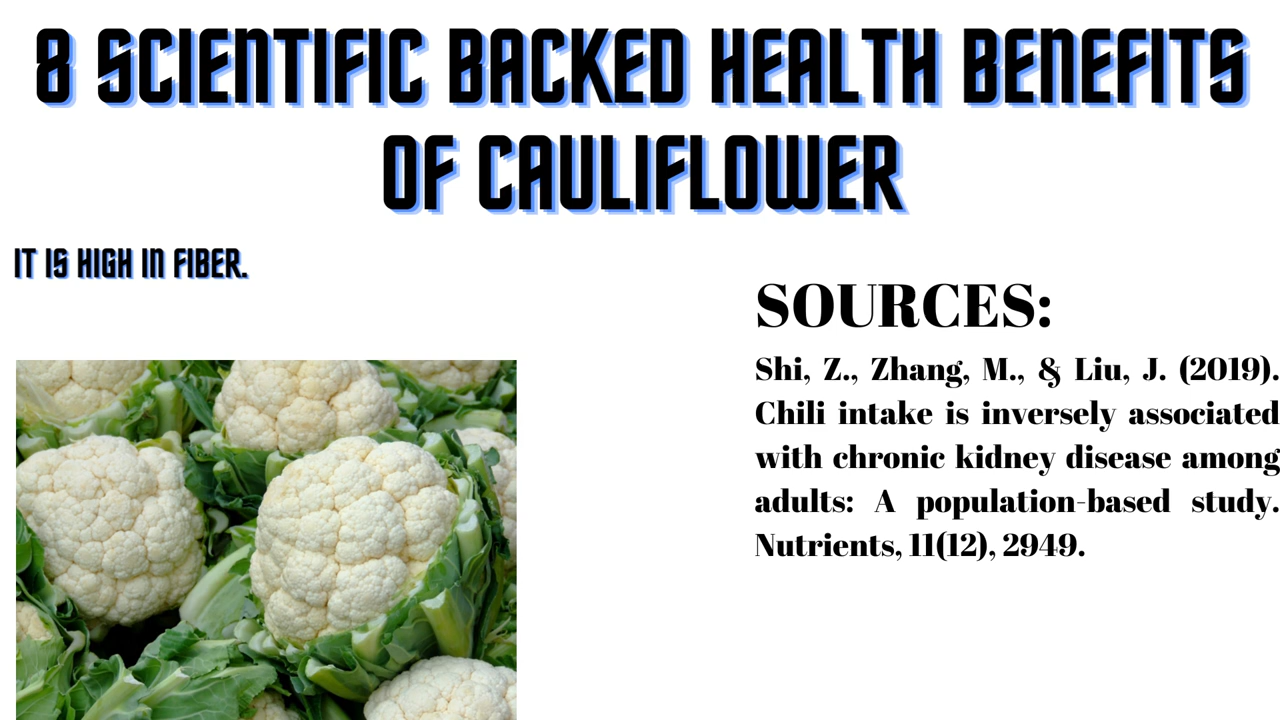 8 SCIENTIFIC BACKED HEALTH BENEFITS
OF CAULIFLOWER
IT IS HIGH IN FIBER.
SOURCES:
Shi, Z., Zhang, M., & Liu, J. (2019).
Chili intake is inversely associated
with chronic kidney disease among
adults: A population-based study.
Nutrients, 11(12), 2949.